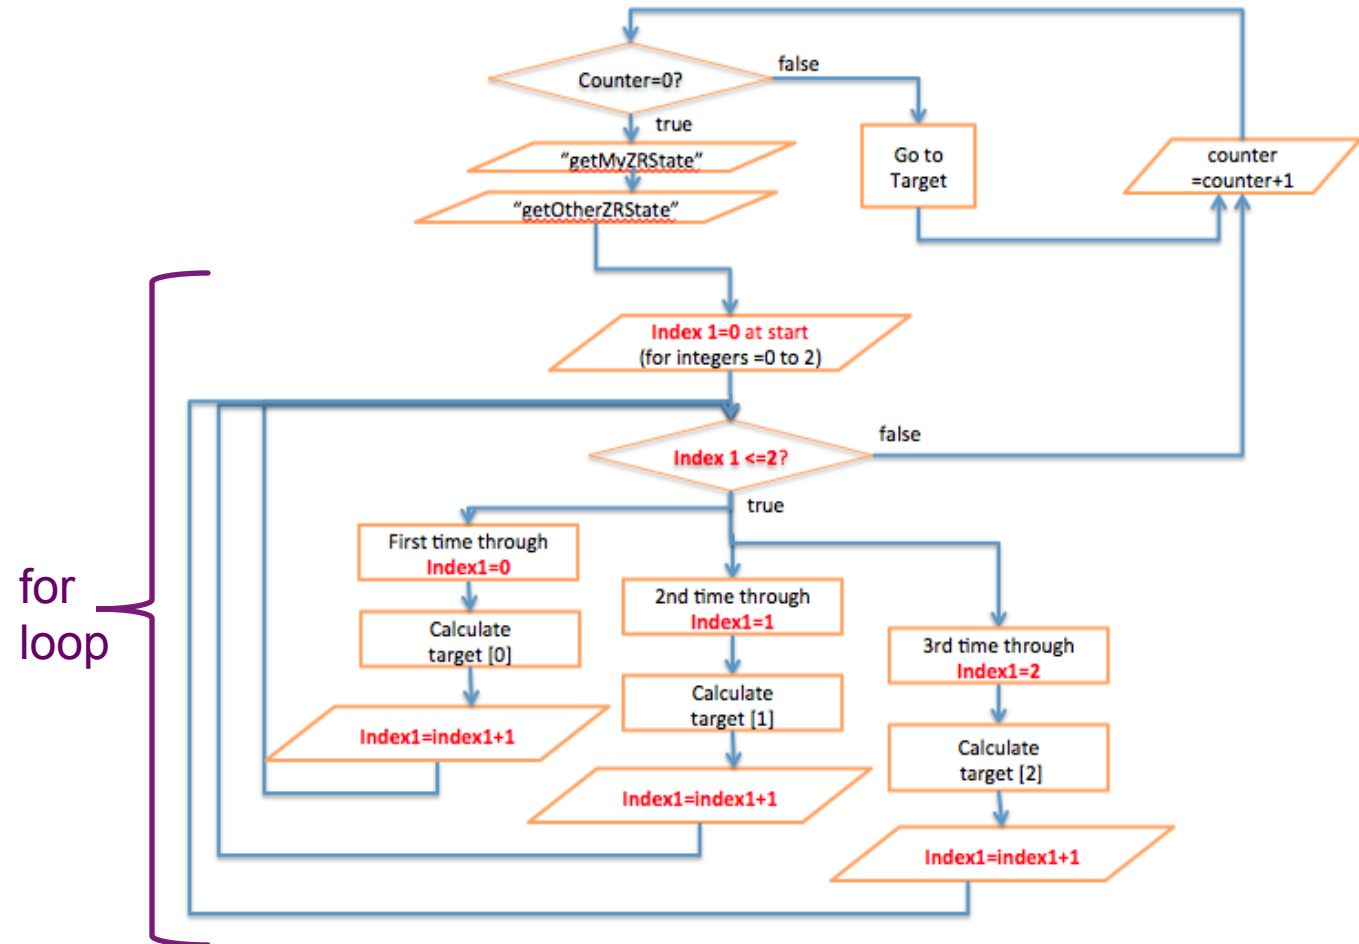 Counter=0?
false
true
"getMyZRState"
"getOtherZRState"
Go to
Target
counter
=counter+1
Index 1=0 at start
(for integers =0 to 2)
Index 1 <=2?
false
true
for
loop
First time through
Index1=0
Calculate
target [0]
Index1=index1+1
2nd time through
Index1=1
Calculate
target [1]
Index1=index1+1
3rd time through
Index1=2
Calculate
target [2]
Index1=index1+1